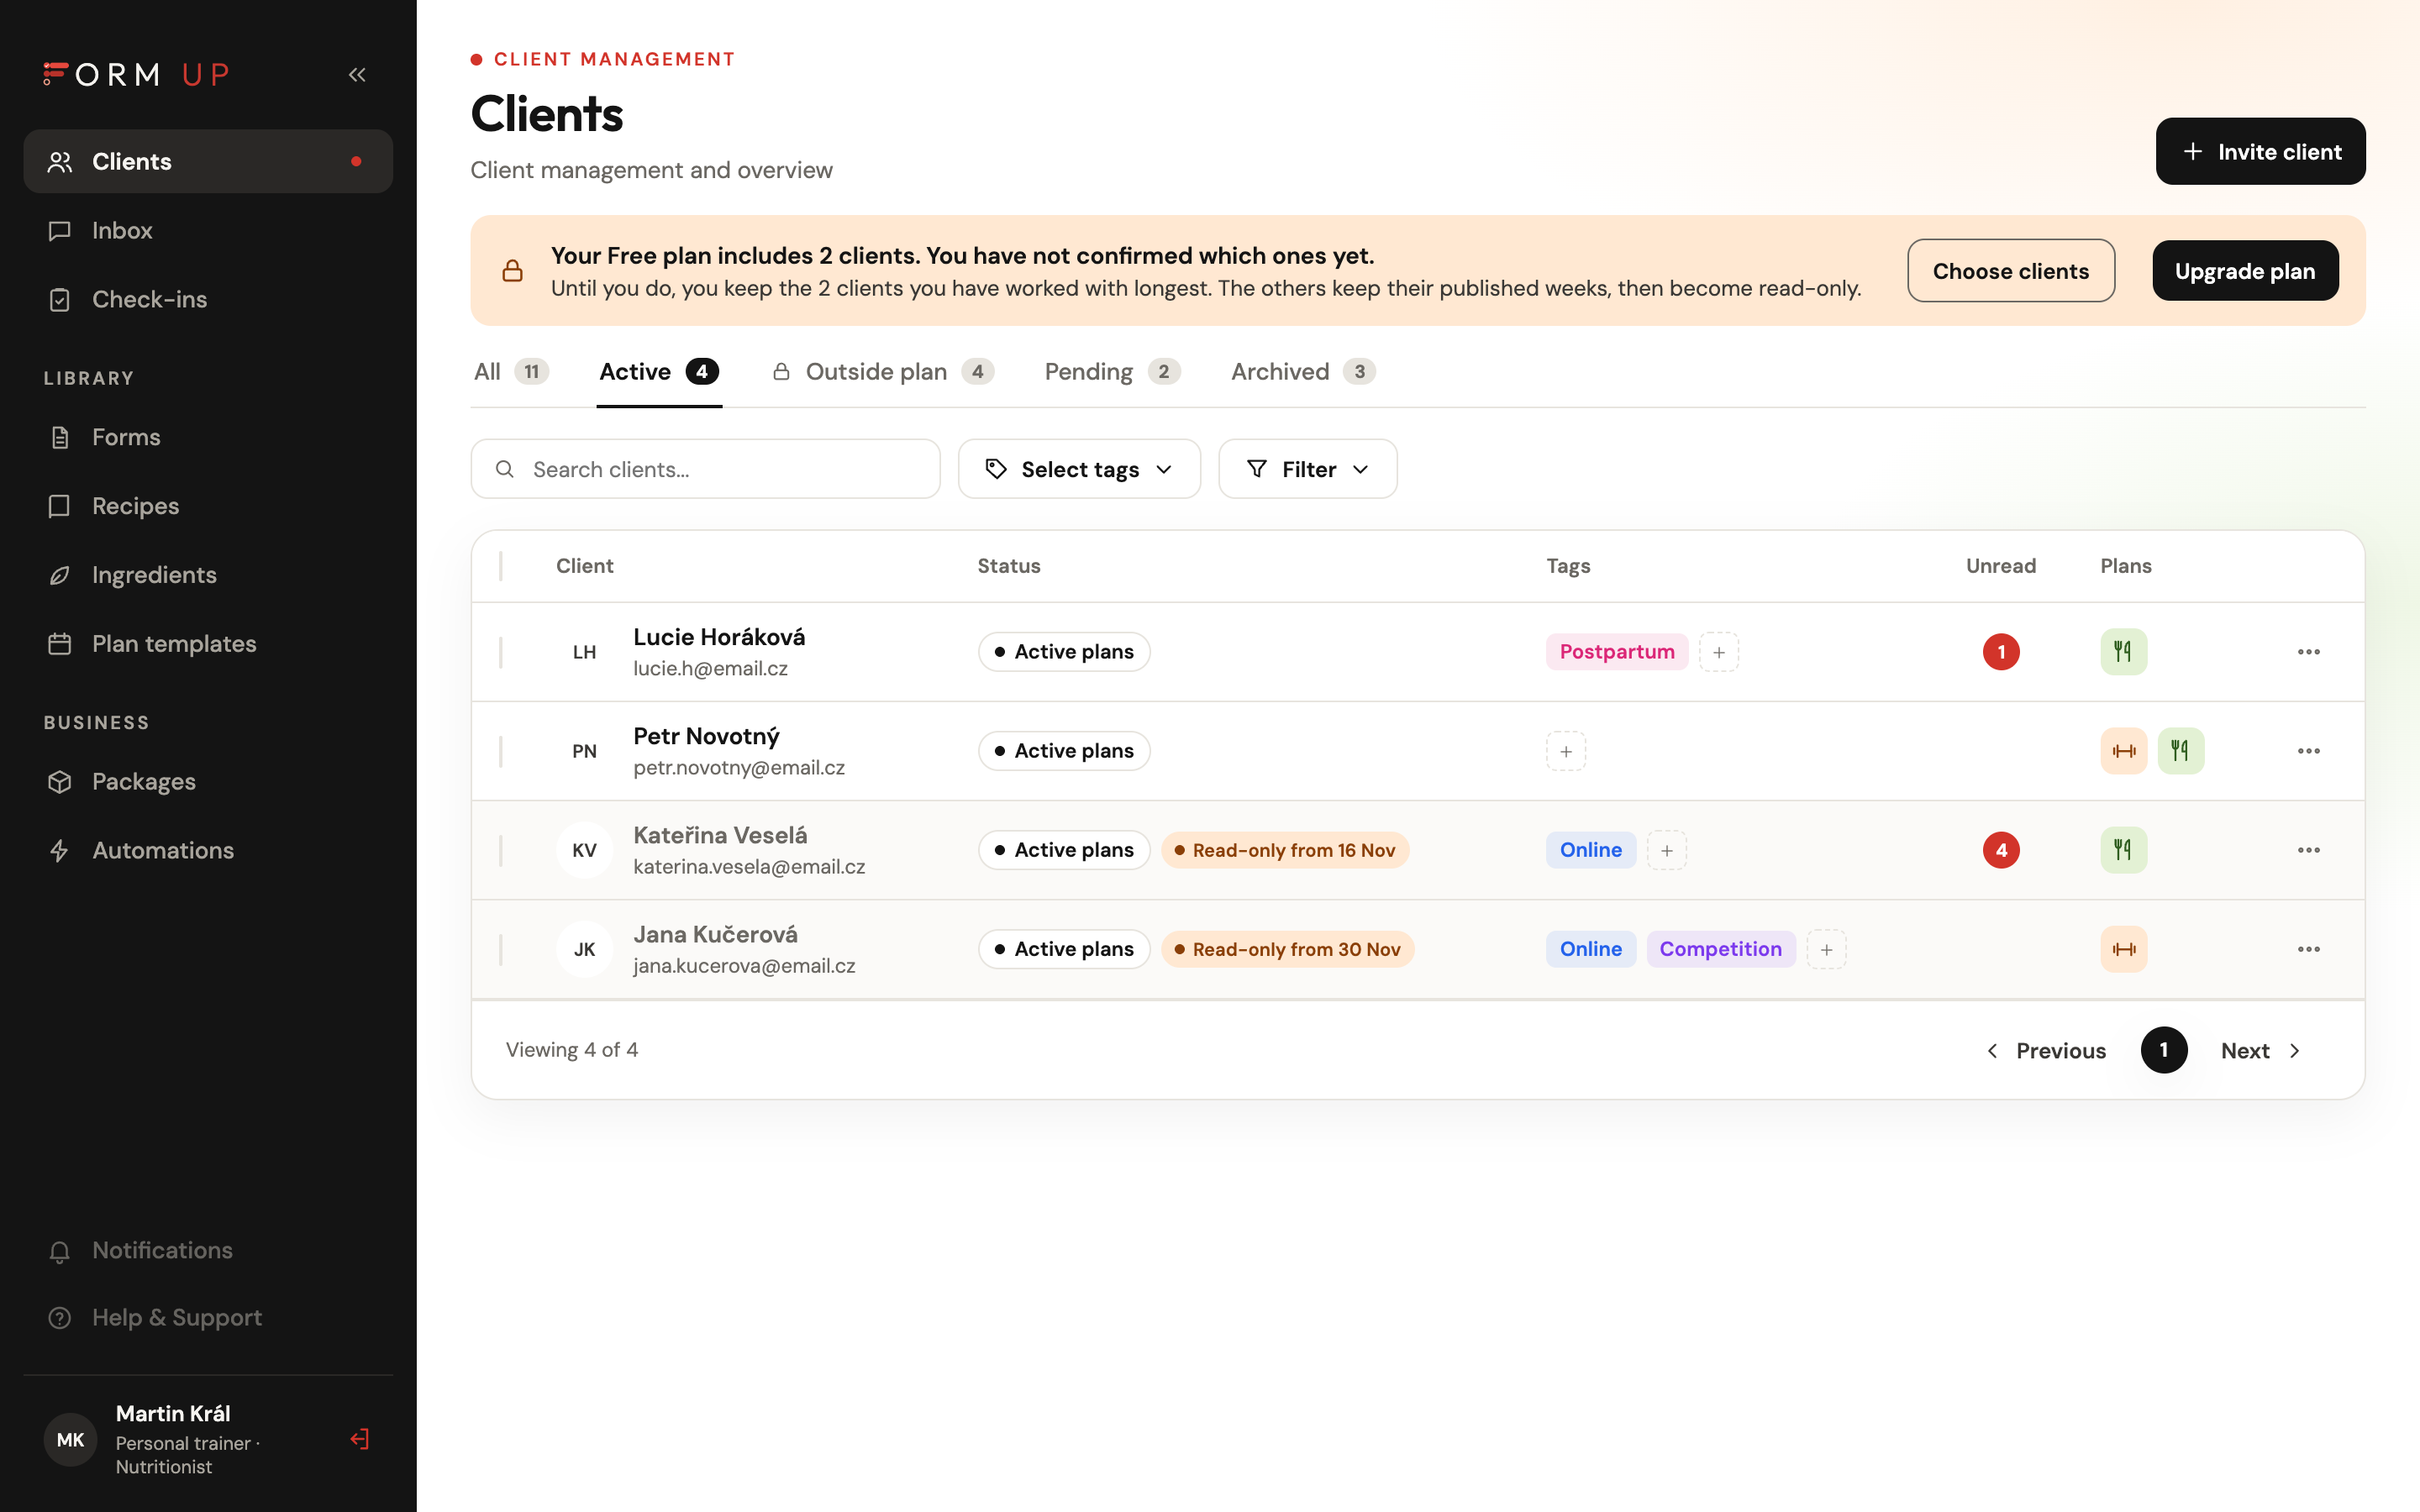 FORM UP
Clients
Inbox
Check-ins
LIBRARY
Forms
Recipes
Ingredients
Plan templates
BUSINESS
Packages
Automations
Notifications
Help & Support
MK
Martin Král
Personal trainer ·
Nutritionist
CLIENT MANAGEMENT
Clients
Client management and overview
Invite client
Your Free plan includes 2 clients. You have not confirmed which ones yet.
Until you do, you keep the 2 clients you have worked with longest. The others keep their published weeks, then become read-only.
Choose clients
Upgrade plan
All 11
Active 4
Outside plan 4
Pending 2
Archived 3
Search clients...
Select tags
Filter
Client Status Tags Unread Plans
LH Lucie Horáková Active plans Postpartum + 1
lucie.h@email.cz
PN Petr Novotný Active plans +
petr.novotny@email.cz
KV Kateřina Veselá Active plans Read-only from 16 Nov Online + 4
katerina.vesela@email.cz
JK Jana Kučerová Active plans Read-only from 30 Nov Online Competition +
jana.kucerova@email.cz
Viewing 4 of 4
Previous 1 Next